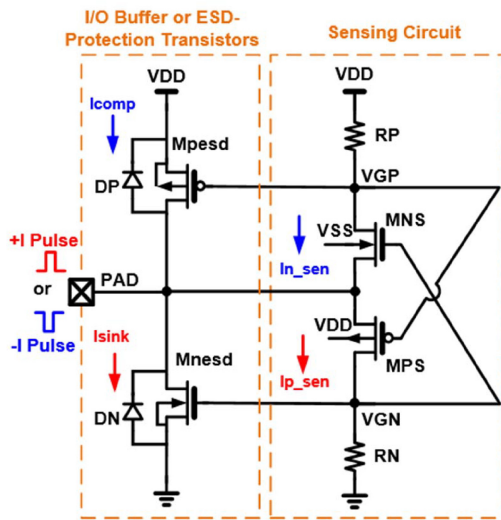 I/O Buffer or ESD-
Protection Transistors
Sensing Circuit
VDD
VDD
Icomp
Mpesd
RP
DP
VGP
MNS
VSS
+I Pulse
In_sen
or
PAD
-I Pulse
Isink
VDD
Mnesd
MPS
Ip_sen
DN
VGN
RN